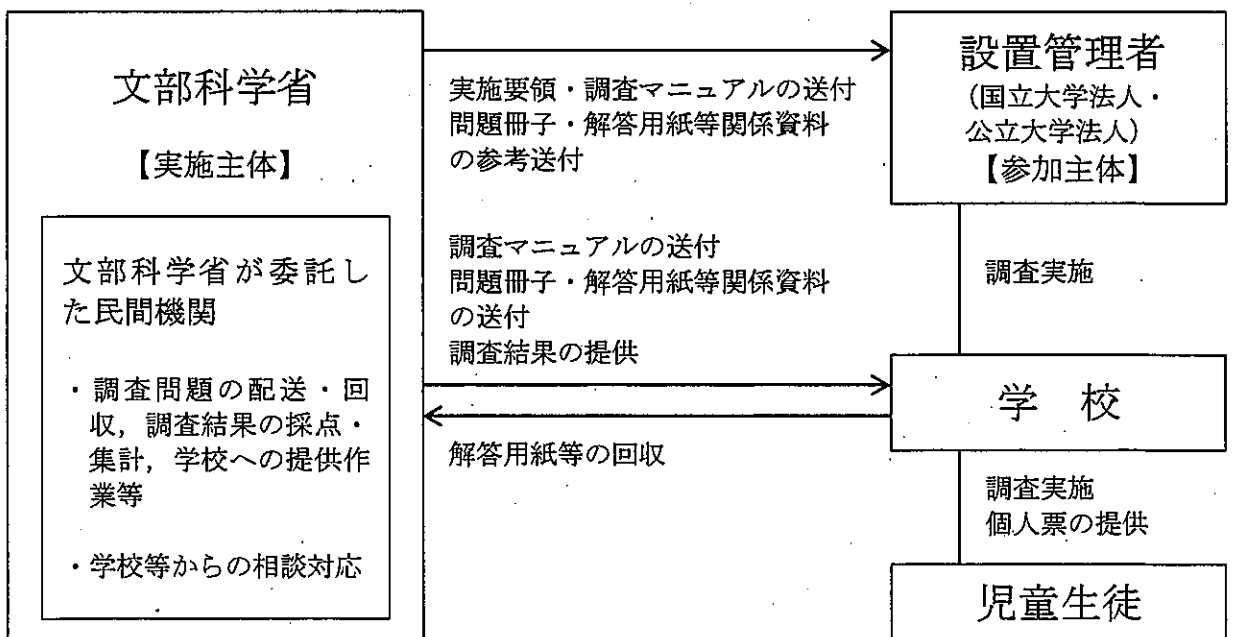 文部科学省
【実施主体】
文部科学省が委託し
た民間機関
・調査問題の配送・回
収，調査結果の採点・
集計，学校への提供作
業等
・学校等からの相談対応
実施要領・調査マニュアルの送付
問題冊子・解答用紙等関係資料
の参考送付
調査マニュアルの送付
問題冊子・解答用紙等関係資料
の送付
調査結果の提供
解答用紙等の回収
設置管理者
（国立大学法人・
公立大学法人）
【参加主体】
調査実施
学　校
調査実施
個人票の提供
児童生徒